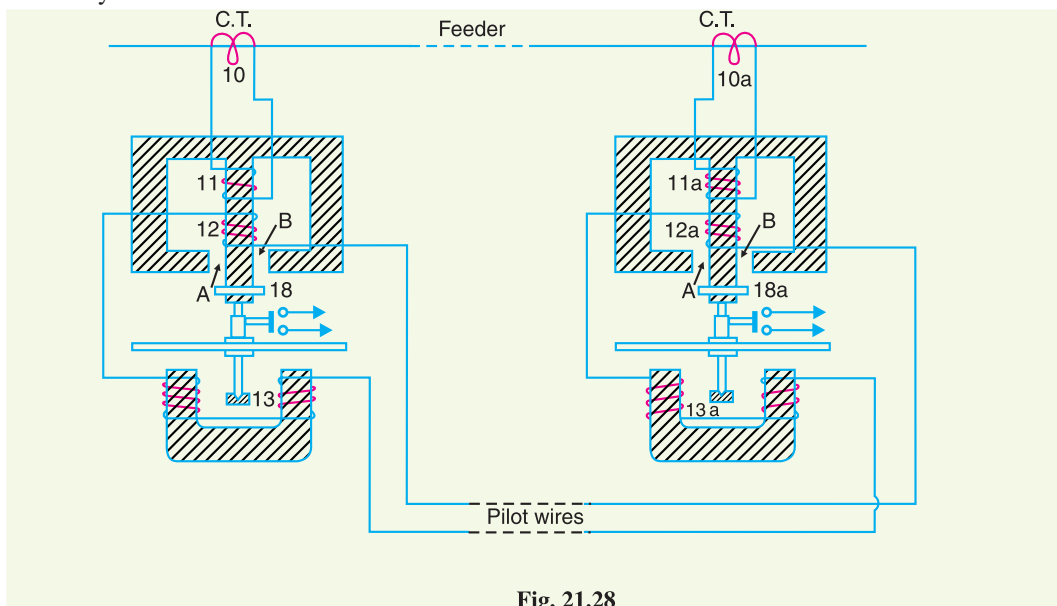 C.T.
C.T.
Feeder
10
10a
11
11a
12
B
12a
B
A
18
A
18a
13
13 a
Pilot wires
Fig. 21.28